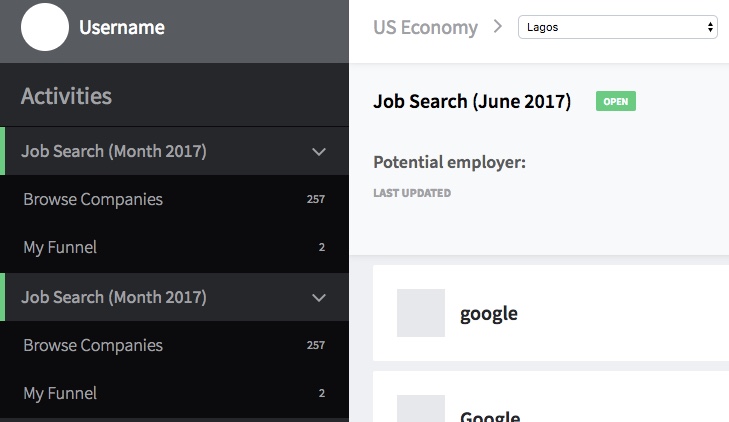 Username
Activities
Job Search (Month 2017)
Browse Companies 257
My Funnel 2
Job Search (Month 2017)
Browse Companies 257
My Funnel 2
US Economy > Lagos
Job Search (June 2017) OPEN
Potential employer:
LAST UPDATED
google
Google